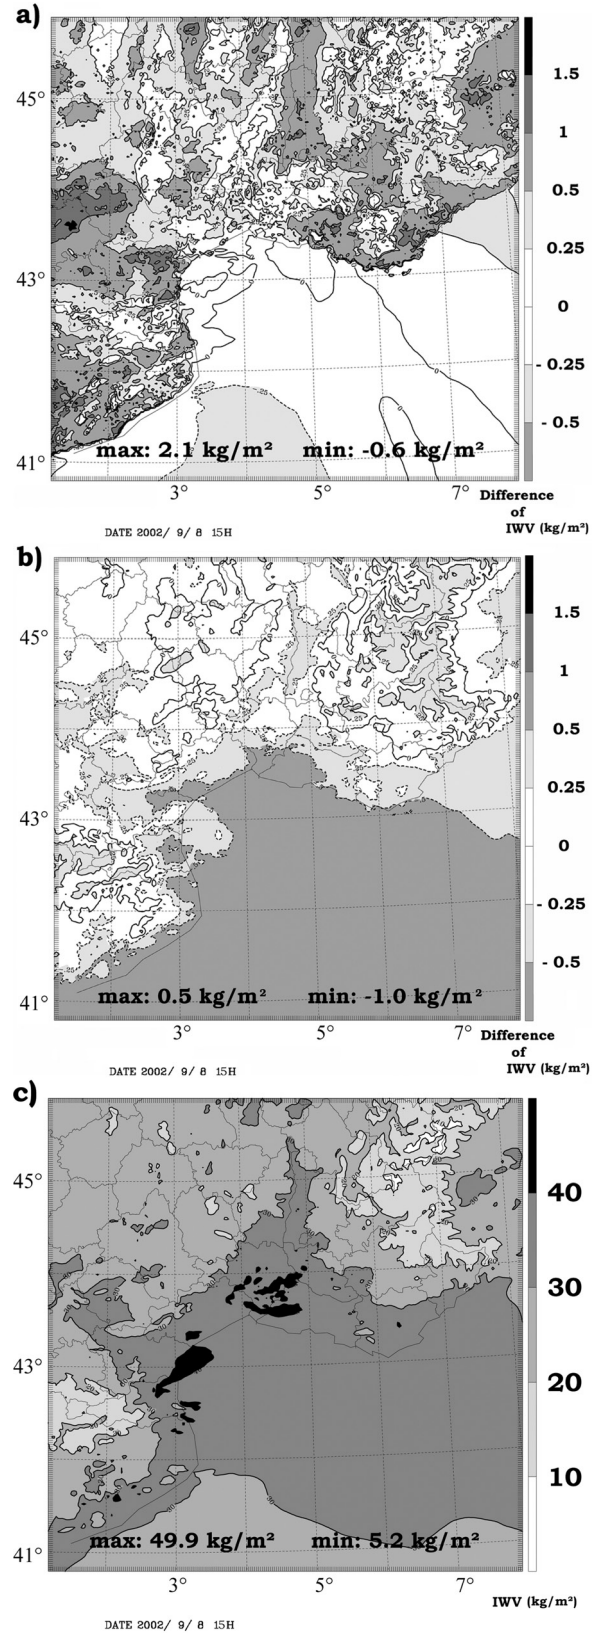 a)
1.5
45°
1
0.5
0.25
43°
0
- 0.25
- 0.5
max: 2.1 kg/m² min: -0.6 kg/m²
41°
3° 5° 7°
Difference
of
IWV (kg/m²)
DATE 2002/ 9/ 8 15H
b)
1.5
45°
1
0.5
0.25
43°
0
- 0.25
- 0.5
max: 0.5 kg/m² min: -1.0 kg/m²
41°
3° 5° 7°
Difference
of
IWV (kg/m²)
DATE 2002/ 9/ 8 15H
c)
45°
40
30
43°
20
10
max: 49.9 kg/m² min: 5.2 kg/m²
41°
3° 5° 7°
IWV (kg/m²)
DATE 2002/ 9/ 8 15H